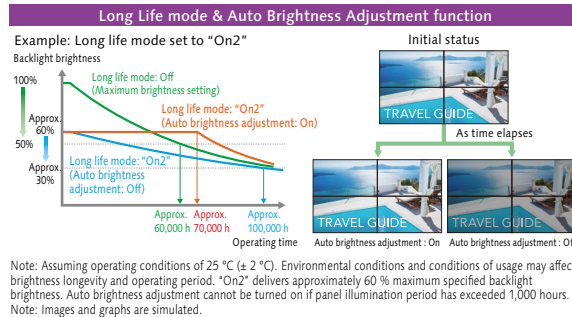 Long Life mode & Auto Brightness Adjustment function
Example: Long life mode set to “On2”
Backlight brightness
100%
Approx.
60%
50%
Approx.
30%
Long life mode: Off
(Maximum brightness setting)
Long life mode: “On2”
(Auto brightness adjustment: On)
Long life mode: “On2”
(Auto brightness
adjustment: Off)
Approx.
60,000 h
Approx.
70,000 h
Approx.
100,000 h
Operating time
Initial status
TRAVEL GUIDE
As time elapses
TRAVEL GUIDE
TRAVEL GUIDE
Auto brightness adjustment : On
Auto brightness adjustment : Of
Note: Assuming operating conditions of 25 °C (± 2 °C). Environmental conditions and conditions of usage may affec
brightness longevity and operating period. “On2” delivers approximately 60 % maximum specified backlight
brightness. Auto brightness adjustment cannot be turned on if panel illumination period has exceeded 1,000 hours.
Note: Images and graphs are simulated.